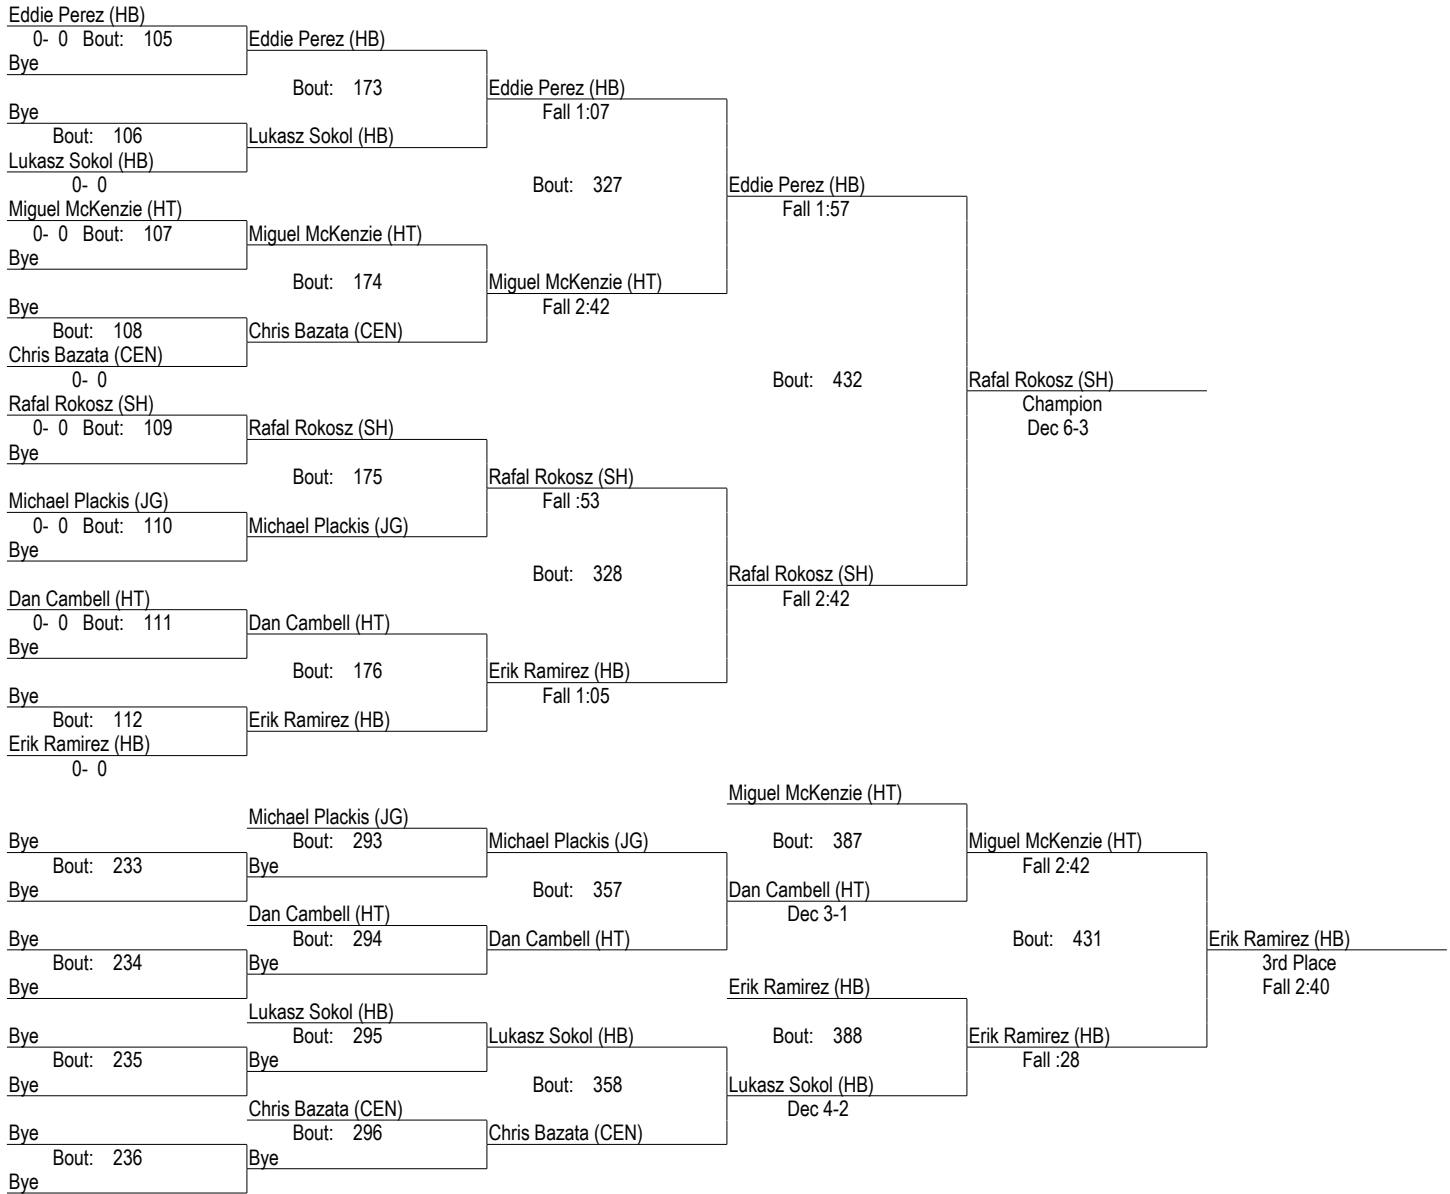 Eddie Perez (HB)
0- 0 Bout: 105 Eddie Perez (HB)
Bye
Bout: 173 Eddie Perez (HB)
Bye Fall 1:07
Bout: 106 Lukasz Sokol (HB)
Lukasz Sokol (HB)
0- 0 Bout: 327 Eddie Perez (HB)
Miguel McKenzie (HT) Fall 1:57
0- 0 Bout: 107 Miguel McKenzie (HT)
Bye
Bout: 174 Miguel McKenzie (HT)
Bye Fall 2:42
Bout: 108 Chris Bazata (CEN)
Chris Bazata (CEN)
0- 0 Bout: 432 Rafal Rokosz (SH)
Rafal Rokosz (SH) Champion
0- 0 Bout: 109 Rafal Rokosz (SH) Dec 6-3
Bye
Bout: 175 Rafal Rokosz (SH)
Michael Plackis (JG) Fall :53
0- 0 Bout: 110 Michael Plackis (JG)
Bye
Bout: 328 Rafal Rokosz (SH)
Dan Cambell (HT) Fall 2:42
0- 0 Bout: 111 Dan Cambell (HT)
Bye
Bout: 176 Erik Ramirez (HB)
Bye Fall 1:05
Bout: 112 Erik Ramirez (HB)
Erik Ramirez (HB)
0- 0
Miguel McKenzie (HT)
Michael Plackis (JG)
Bye Bout: 293 Michael Plackis (JG) Bout: 387 Miguel McKenzie (HT)
Bout: 233 Bye Fall 2:42
Bye Bout: 357 Dan Cambell (HT)
Dan Cambell (HT) Dec 3-1
Bye Bout: 294 Dan Cambell (HT) Bout: 431 Erik Ramirez (HB)
Bout: 234 Bye 3rd Place
Bye Erik Ramirez (HB) Fall 2:40
Lukasz Sokol (HB)
Bye Bout: 295 Lukasz Sokol (HB) Bout: 388 Erik Ramirez (HB)
Bout: 235 Bye Fall :28
Bye Bout: 358 Lukasz Sokol (HB)
Chris Bazata (CEN) Dec 4-2
Bye Bout: 296 Chris Bazata (CEN)
Bout: 236 Bye
Bye